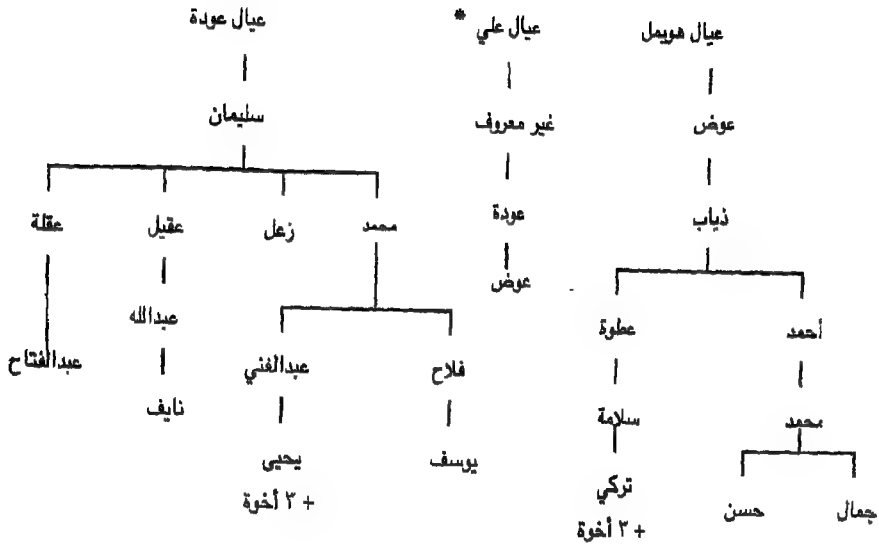 عيال هويمل
عيال علي *
عيال عودة
عوض
غير معروف
سليمان
ذياب
عودة
محمد
زعل
عقيل
عقلة
عوض
أحمد
عطوة
عبدالله
فلاح
عبدالغني
عبدالفتاح
محمد
سلامة
نايف
يوسف
يحيى
تركي
جمال
حسن
+ ٣ أخوة
+ ٣ أخوة